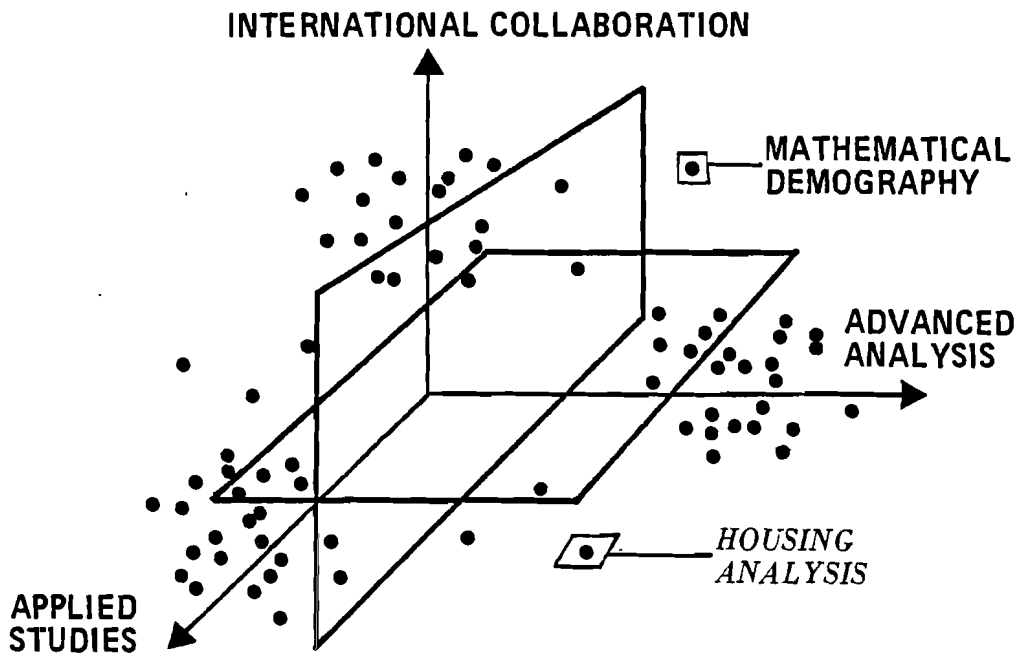 INTERNATIONAL COLLABORATION
MATHEMATICAL
DEMOGRAPHY
ADVANCED
ANALYSIS
HOUSING
ANALYSIS
APPLIED
STUDIES